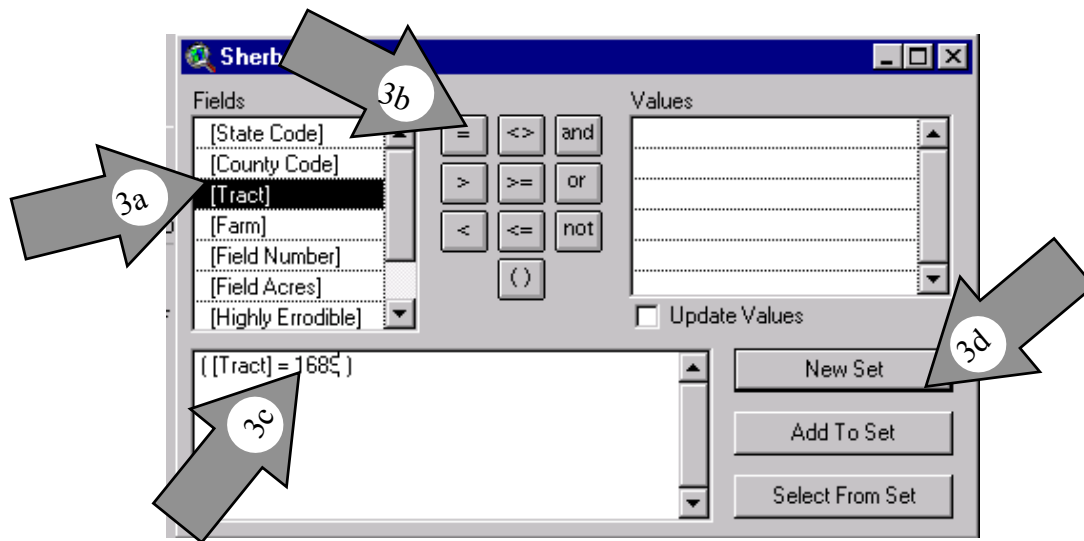 Sherb
3b
Fields
Values
[State Code]
[County Code]
[Tract]
[Farm]
[Field Number]
[Field Acres]
[Highly Errodible]
= <> and
> >= or
< <= not
( )
3a
Update Values
3d
( [Tract] = 1685 )
3c
New Set
Add To Set
Select From Set